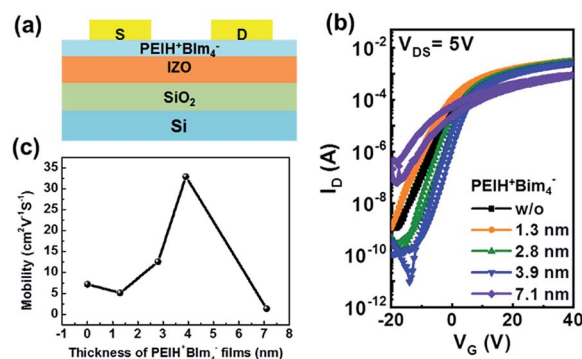 (a)
S
D
PEIH⁺BIm₄⁻
IZO
SiO₂
Si
(b)
V_DS= 5V
10⁻²
10⁻⁴
10⁻⁶
10⁻⁸
10⁻¹⁰
10⁻¹²
I_D (A)
PEIH⁺Bim₄⁻
w/o
1.3 nm
2.8 nm
3.9 nm
7.1 nm
-20
0
20
40
V_G (V)
(c)
Mobility (cm²V⁻¹S⁻¹)
35
30
25
20
15
10
5
0
0 1 2 3 4 5 6 7 8
Thickness of PEIH⁺BIm₄⁻ films (nm)